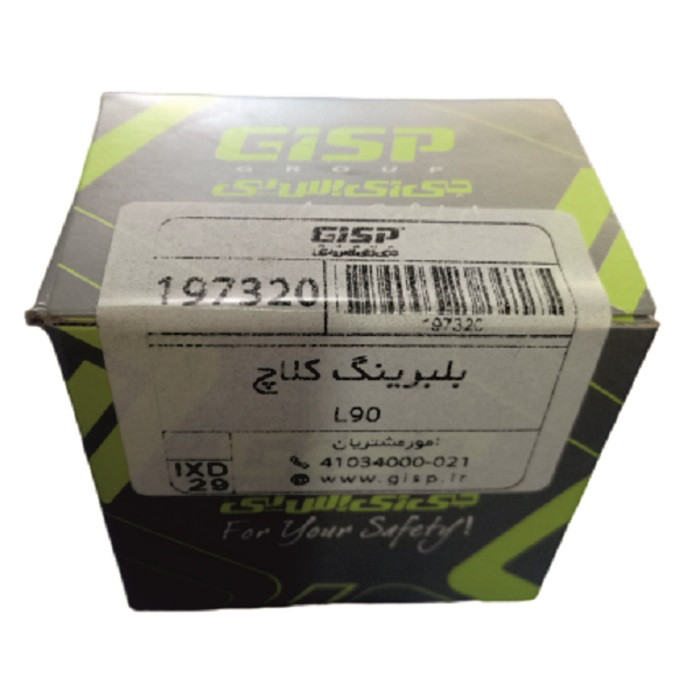 GISP
GROUP
جی ای اس پی
GISP
جی ای اس پی
197320
197320
بلبرینگ کلاچ
L90
امور مشتریان
41034000-021
www.gisp.ir
IXD
29
جی ای اس پی
For Your Safety!